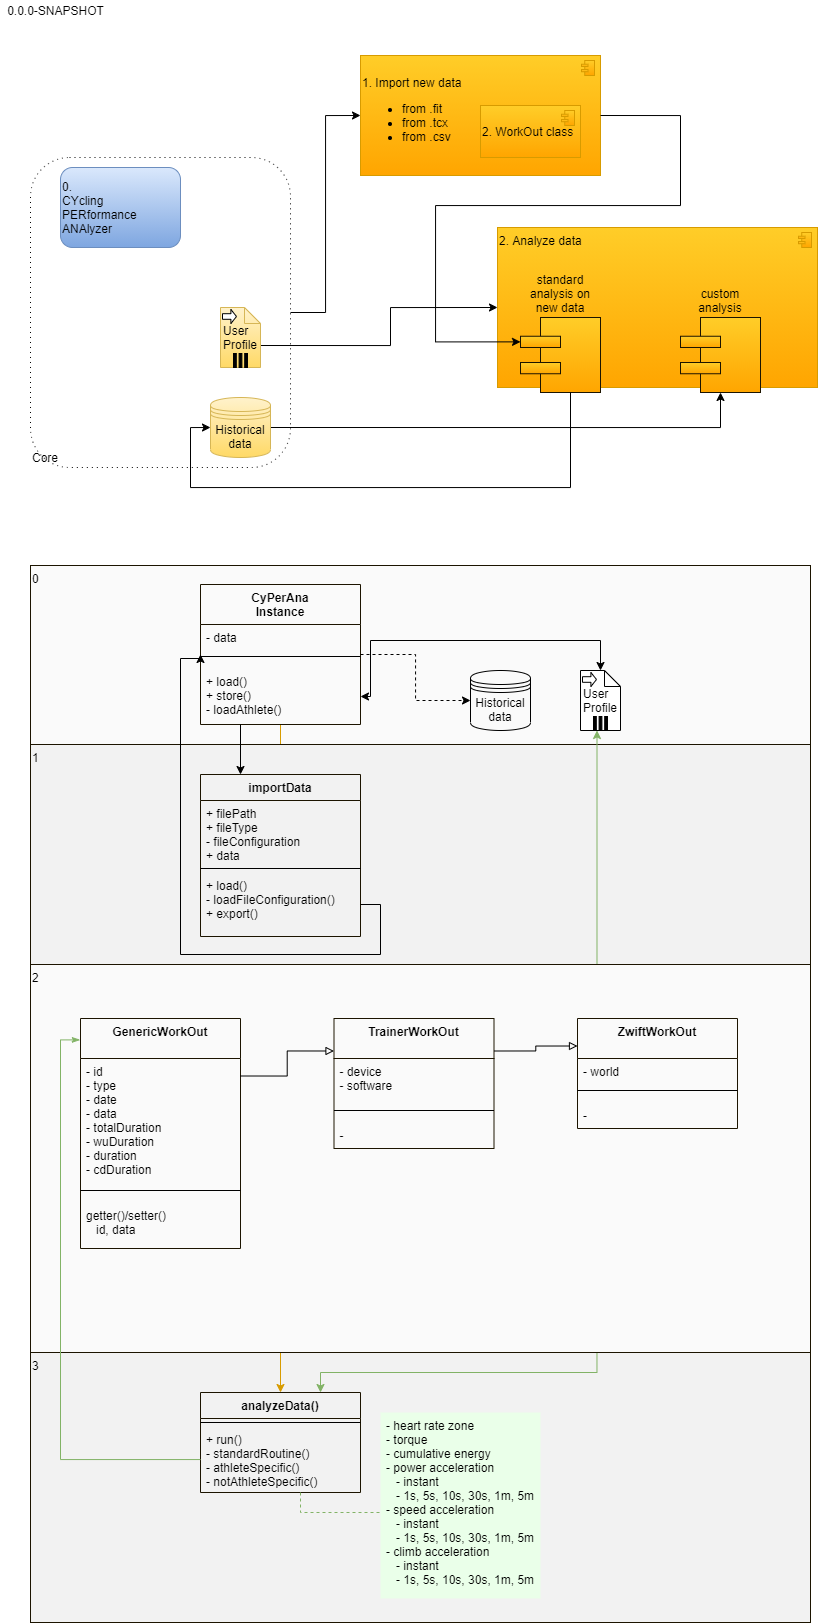 0.0.0-SNAPSHOT
1. Import new data
from .fit
from .tcx
from .csv
2. WorkOut class
0.
CYcling
PERformance
ANAlyzer
2. Analyze data
standard
analysis on
new data
custom
analysis
User
Profile
Historical
data
Core
0
CyPerAna
Instance
- data
+ load()
+ store()
- loadAthlete()
Historical
data
User
Profile
1
importData
+ filePath
+ fileType
- fileConfiguration
+ data
+ load()
- loadFileConfiguration()
+ export()
2
GenericWorkOut
- id
- type
- date
- data
- totalDuration
- wuDuration
- duration
- cdDuration
getter()/setter()
id, data
TrainerWorkOut
- device
- software
-
ZwiftWorkOut
- world
-
3
analyzeData()
+ run()
- standardRoutine()
- athleteSpecific()
- notAthleteSpecific()
- heart rate zone
- torque
- cumulative energy
- power acceleration
- instant
- 1s, 5s, 10s, 30s, 1m, 5m
- speed acceleration
- instant
- 1s, 5s, 10s, 30s, 1m, 5m
- climb acceleration
- instant
- 1s, 5s, 10s, 30s, 1m, 5m